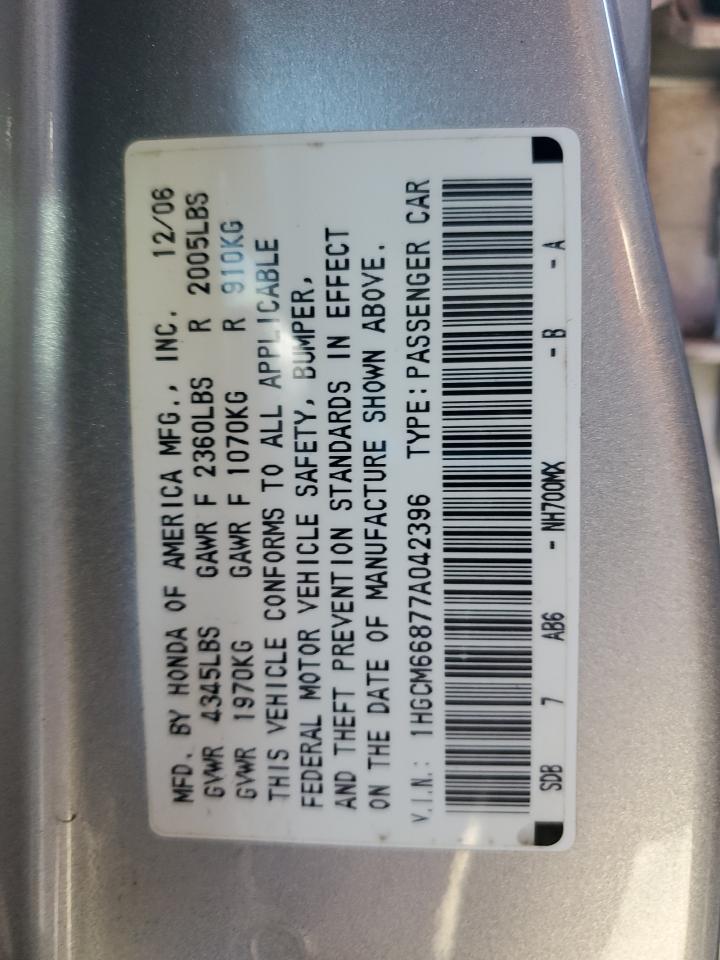 MFD. BY HONDA OF AMERICA MFG., INC. 12/06
GVWR 4345LBS GAWR F 2360LBS R 2005LBS
GVWR 1970KG GAWR F 1070KG R 910KG
THIS VEHICLE CONFORMS TO ALL APPLICABLE
FEDERAL MOTOR VEHICLE SAFETY, BUMPER,
AND THEFT PREVENTION STANDARDS IN EFFECT
ON THE DATE OF MANUFACTURE SHOWN ABOVE.
V.I.N.: 1HGCM66877A042396 TYPE: PASSENGER CAR
SDB 7 AB6 - NH700MX - B - A